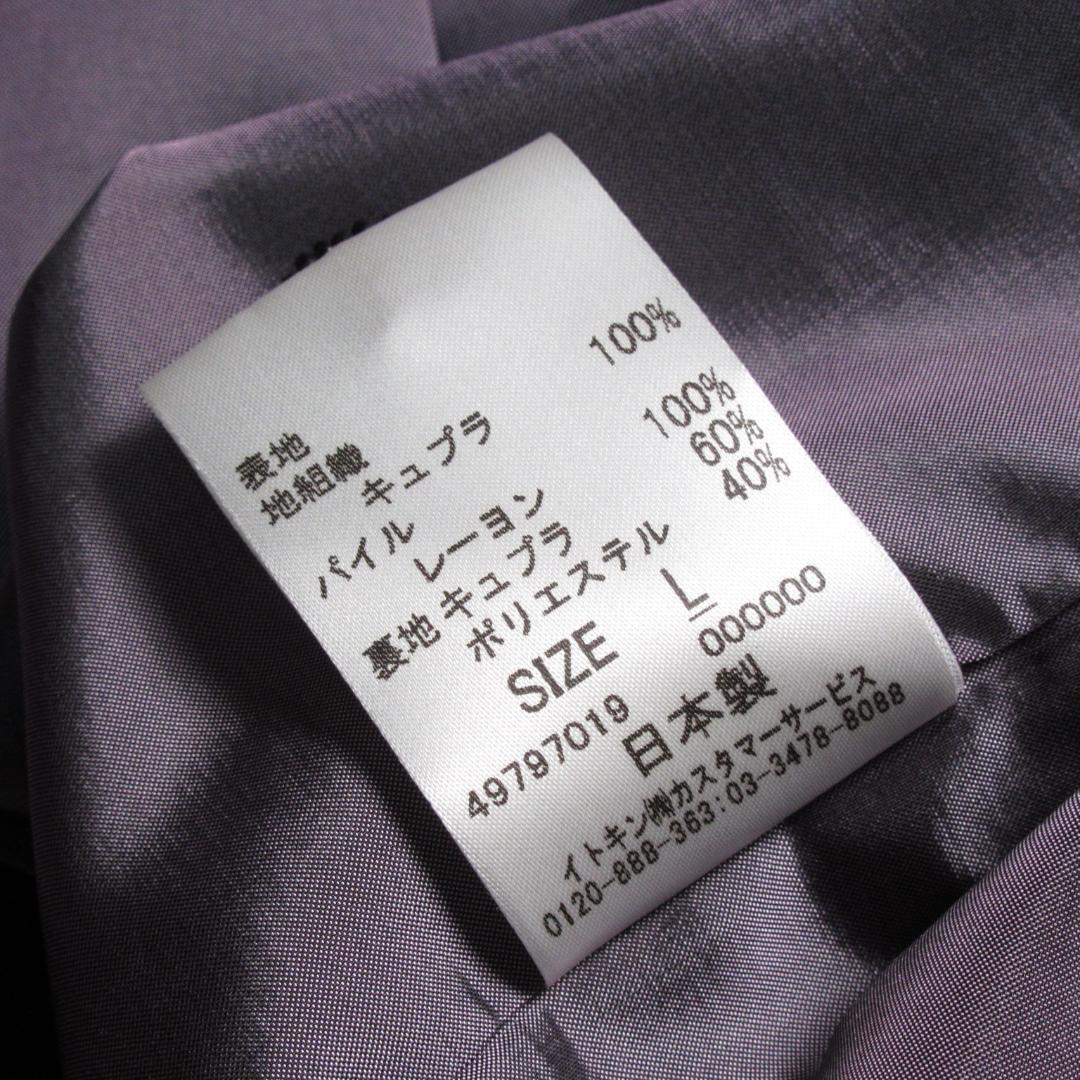 表地
地組織
キュプラ 100%
パイル
レーヨン 100%
裏地 キュプラ 60%
ポリエステル 40%
SIZE L
49797019 000000
日本製
イトキン㈱カスタマーサービス
0120-888-363:03-3478-8088